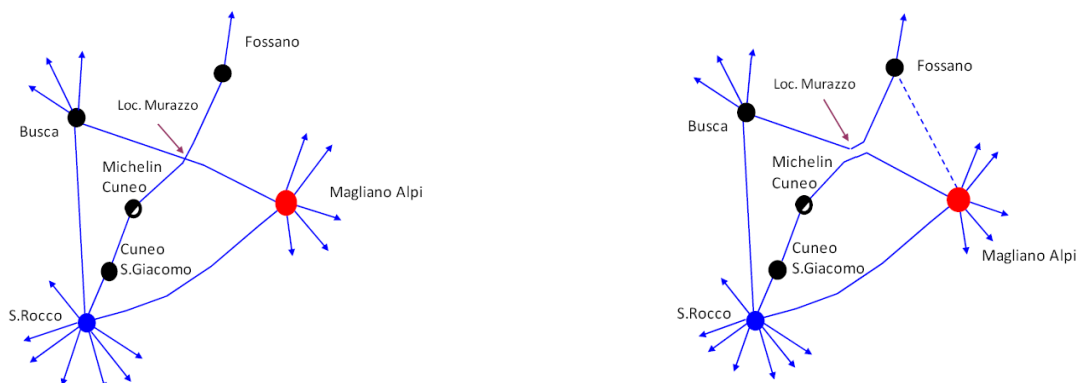 Fossano
Loc. Murazzo
Busca
Michelin
Cuneo
Magliano Alpi
Cuneo
S.Giacomo
S.Rocco
Fossano
Loc. Murazzo
Busca
Michelin
Cuneo
Magliano Alpi
Cuneo
S.Giacomo
S.Rocco